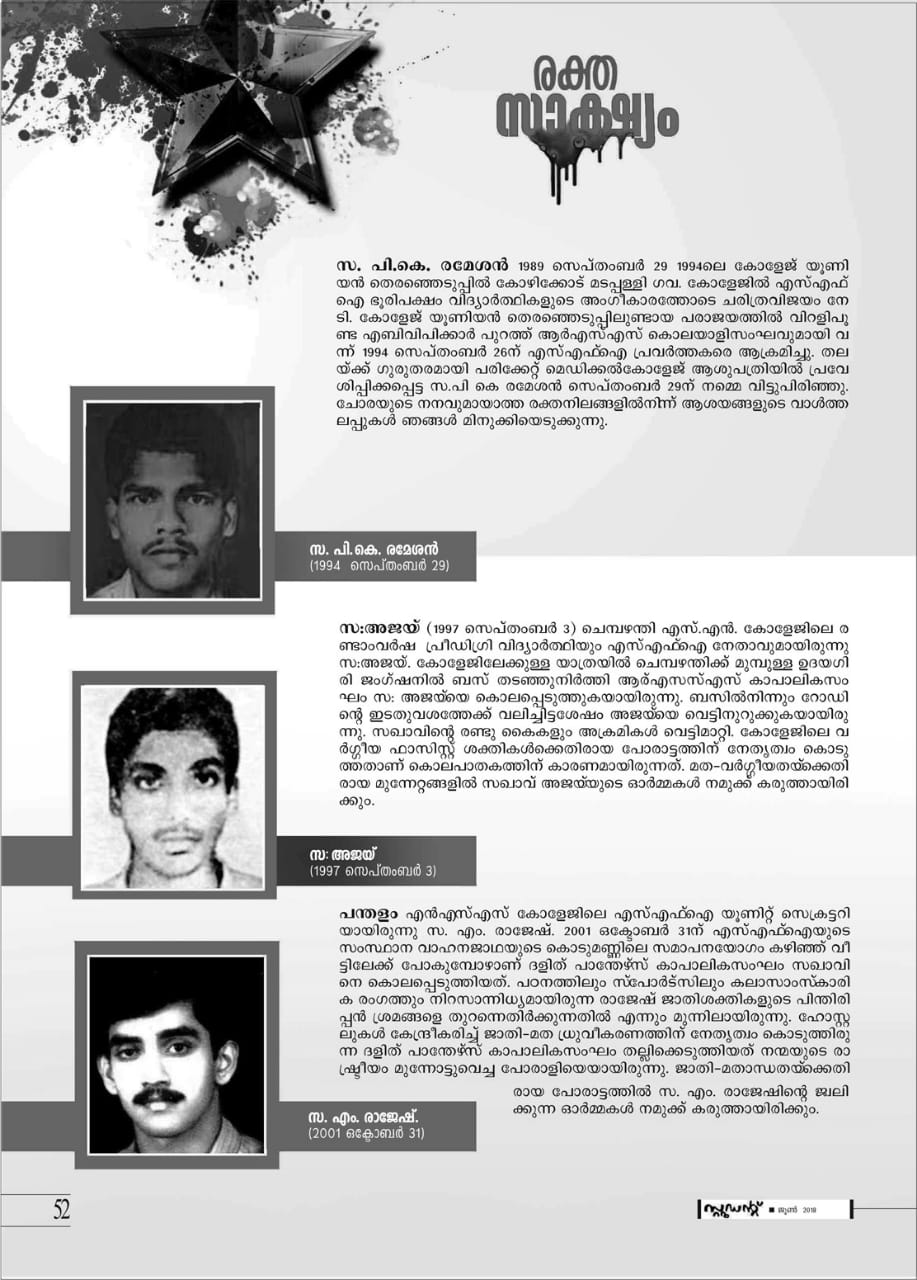 രക്ത
സാക്ഷ്യം
സ. പി.കെ. രമേശൻ 1989 സെപ്തംബർ 29 1994ലെ കോളേജ് യൂണി
യൻ തെരഞ്ഞെടുപ്പിൽ കോഴിക്കോട് മടപ്പള്ളി ഗവ. കോളേജിൽ എസ്എഫ്
ഐ ഭൂരിപക്ഷം വിദ്യാർത്ഥികളുടെ അംഗീകാരത്തോടെ ചരിത്രവിജയം നേ
ടി. കോളേജ് യൂണിയൻ തെരഞ്ഞെടുപ്പിലുണ്ടായ പരാജയത്തിൽ വിറളിപൂ
ണ്ട എബിവിപിക്കാർ പുറത്ത് ആർഎസ്എസ് കൊലയാളിസംഘവുമായി വ
ന്ന് 1994 സെപ്തംബർ 26ന് എസ്എഫ്ഐ പ്രവർത്തകരെ ആക്രമിച്ചു. തല
യ്ക്ക് ഗുരുതരമായി പരിക്കേറ്റ് മെഡിക്കൽകോളേജ് ആശുപത്രിയിൽ പ്രവേ
ശിപ്പിക്കപ്പെട്ട സ.പി കെ രമേശൻ സെപ്തംബർ 29ന് നമ്മെ വിട്ടുപിരിഞ്ഞു.
ചോരയുടെ നനവുമായാത്ത രക്തനിലങ്ങളിൽനിന്ന് ആശയങ്ങളുടെ വാൾത്ത
ലപ്പുകൾ ഞങ്ങൾ മിനുക്കിയെടുക്കുന്നു.
സ. പി.കെ. രമേശൻ
(1994 സെപ്തംബർ 29)
സ:അജയ് (1997 സെപ്തംബർ 3) ചെമ്പഴന്തി എസ്.എൻ. കോളേജിലെ ര
ണ്ടാംവർഷ പ്രീഡിഗ്രി വിദ്യാർത്ഥിയും എസ്എഫ്ഐ നേതാവുമായിരുന്നു
സ:അജയ്. കോളേജിലേക്കുള്ള യാത്രയിൽ ചെമ്പഴന്തിക്ക് മുമ്പുള്ള ഉദയഗി
രി ജംഗ്ഷനിൽ ബസ് തടഞ്ഞുനിർത്തി ആർഎസഎസ് കാപാലികസം
ഘം സ: അജയ്യെ കൊലപ്പെടുത്തുകയായിരുന്നു. ബസിൽനിന്നും റോഡി
ന്റെ ഇടതുവശത്തേക്ക് വലിച്ചിട്ടശേഷം അജയ്യെ വെട്ടിനുറുക്കുകയായിരു
ന്നു. സഖാവിന്റെ രണ്ടു കൈകളും അക്രമികൾ വെട്ടിമാറ്റി. കോളേജിലെ വ
ർഗ്ഗീയ ഫാസിസ്റ്റ് ശക്തികൾക്കെതിരായ പോരാട്ടത്തിന് നേതൃത്വം കൊടു
ത്തതാണ് കൊലപാതകത്തിന് കാരണമായിരുന്നത്. മത-വർഗ്ഗീയതയ്ക്കെതി
രായ മുന്നേറ്റങ്ങളിൽ സഖാവ് അജയ്യുടെ ഓർമ്മകൾ നമുക്ക് കരുത്തായിരി
ക്കും.
സ:അജയ്
(1997 സെപ്തംബർ 3)
പന്തളം എൻഎസ്എസ് കോളേജിലെ എസ്എഫ്ഐ യൂണിറ്റ് സെക്രട്ടറി
യായിരുന്നു സ. എം. രാജേഷ്. 2001 ഒക്ടോബർ 31ന് എസ്എഫ്ഐയുടെ
സംസ്ഥാന വാഹനജാഥയുടെ കൊടുമണ്ണിലെ സമാപനയോഗം കഴിഞ്ഞ് വീ
ട്ടിലേക്ക് പോകുമ്പോഴാണ് ദളിത് പാന്തേഴ്സ് കാപാലികസംഘം സഖാവി
നെ കൊലപ്പെടുത്തിയത്. പഠനത്തിലും സ്പോർട്സിലും കലാസാംസ്കാരി
ക രംഗത്തും നിറസാന്നിധ്യമായിരുന്ന രാജേഷ് ജാതിശക്തികളുടെ പിന്തിരി
പ്പൻ ശ്രമങ്ങളെ തുറന്നെതിർക്കുന്നതിൽ എന്നും മുന്നിലായിരുന്നു. ഹോസ്റ്റ
ലുകൾ കേന്ദ്രീകരിച്ച് ജാതി-മത ധ്രുവീകരണത്തിന് നേതൃത്വം കൊടുത്തിരു
ന്ന ദളിത് പാന്തേഴ്സ് കാപാലികസംഘം തല്ലിക്കെടുത്തിയത് നന്മയുടെ രാ
ഷ്ട്രീയം മുന്നോട്ടുവെച്ച പോരാളിയെയായിരുന്നു. ജാതി-മതാന്ധതയ്ക്കെതി
രായ പോരാട്ടത്തിൽ സ. എം. രാജേഷിന്റെ ജ്വലി
ക്കുന്ന ഓർമ്മകൾ നമുക്ക് കരുത്തായിരിക്കും.
സ. എം. രാജേഷ്.
(2001 ഒക്ടോബർ 31)
52
സ്റ്റുഡന്റ് ■ ജൂൺ 2018